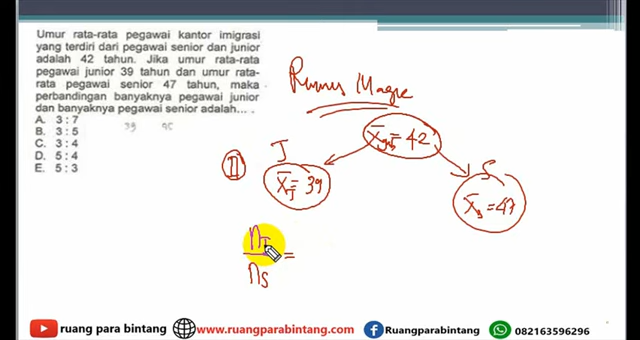 Umur rata-rata pegawai kantor imigrasi
yang terdiri dari pegawai senior dan junior
adalah 42 tahun. Jika umur rata-rata
pegawai junior 39 tahun dan umur rata-
rata pegawai senior 47 tahun, maka
perbandingan banyaknya pegawai junior
dan banyaknya pegawai senior adalah....
A. 3 : 7
B. 3 : 5
C. 3 : 4
D. 5 : 4
E. 5 : 3
39
Rumus Magic
X̄JS = 42
II
J
X̄J = 39
S
X̄s = 47
nJ
nS
=
ruang para bintang
www.ruangparabintang.com
Ruangparabintang
082163596296